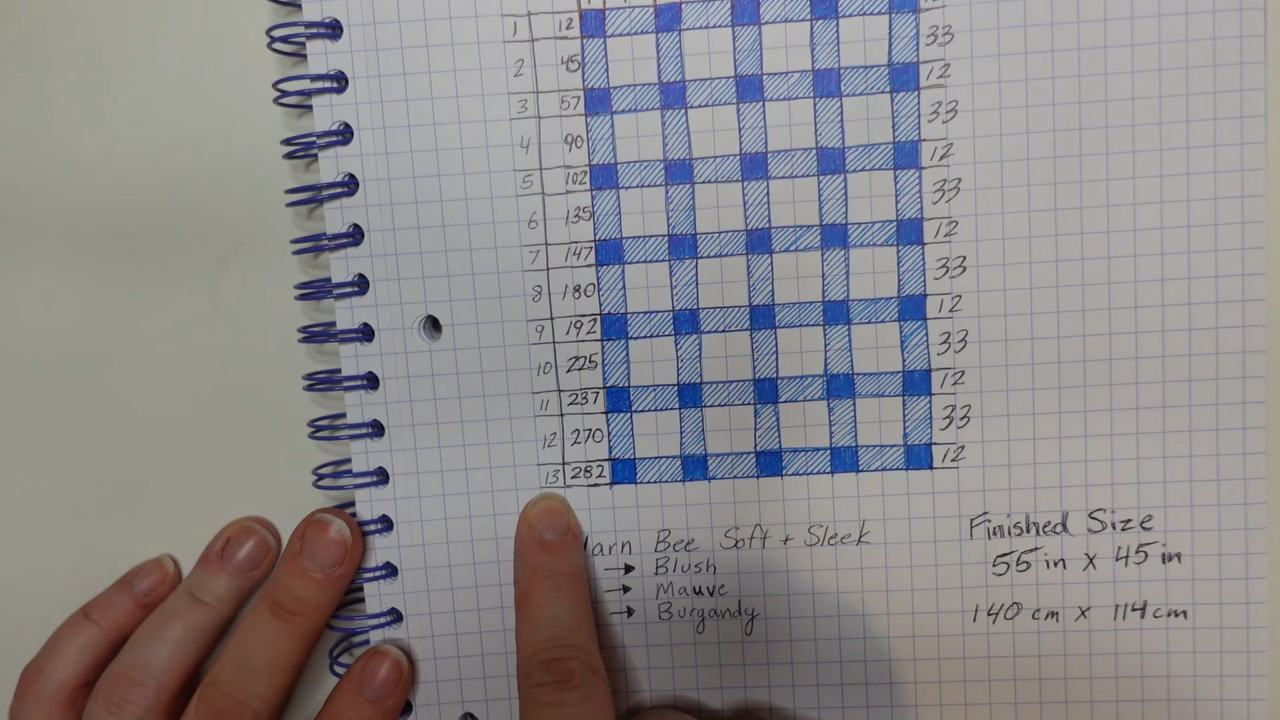 1 12 12
2 45 33
3 57 12
4 90 33
5 102 12
6 135 33
7 147 12
8 180 33
9 192 12
10 225 33
11 237 12
12 270 33
13 282 12
Bee Soft + Sleek
→ Blush
→ Mauve
→ Burgandy
Finished Size
55 in x 45 in
140 cm x 114 cm